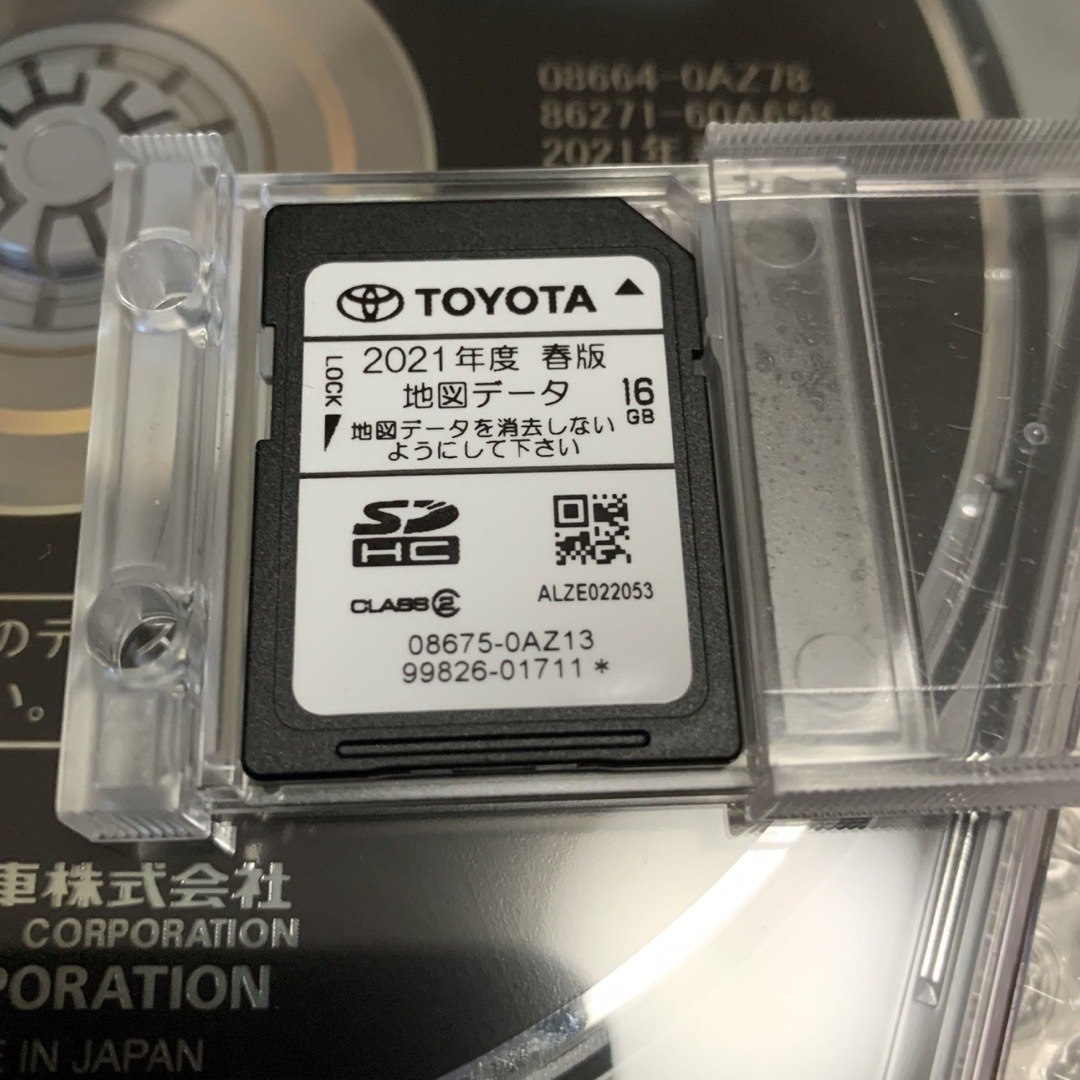 08664-0AZ78
86271-60A658
2021年
TOYOTA
2021年度 春版
LOCK
地図データ
16
GB
地図データを消去しない
ようにして下さい
SD
HC
CLASS 2
ALZE022053
08675-0AZ13
99826-01711 *
のデ
い。
車株式会社
CORPORATION
PORATION
E IN JAPAN